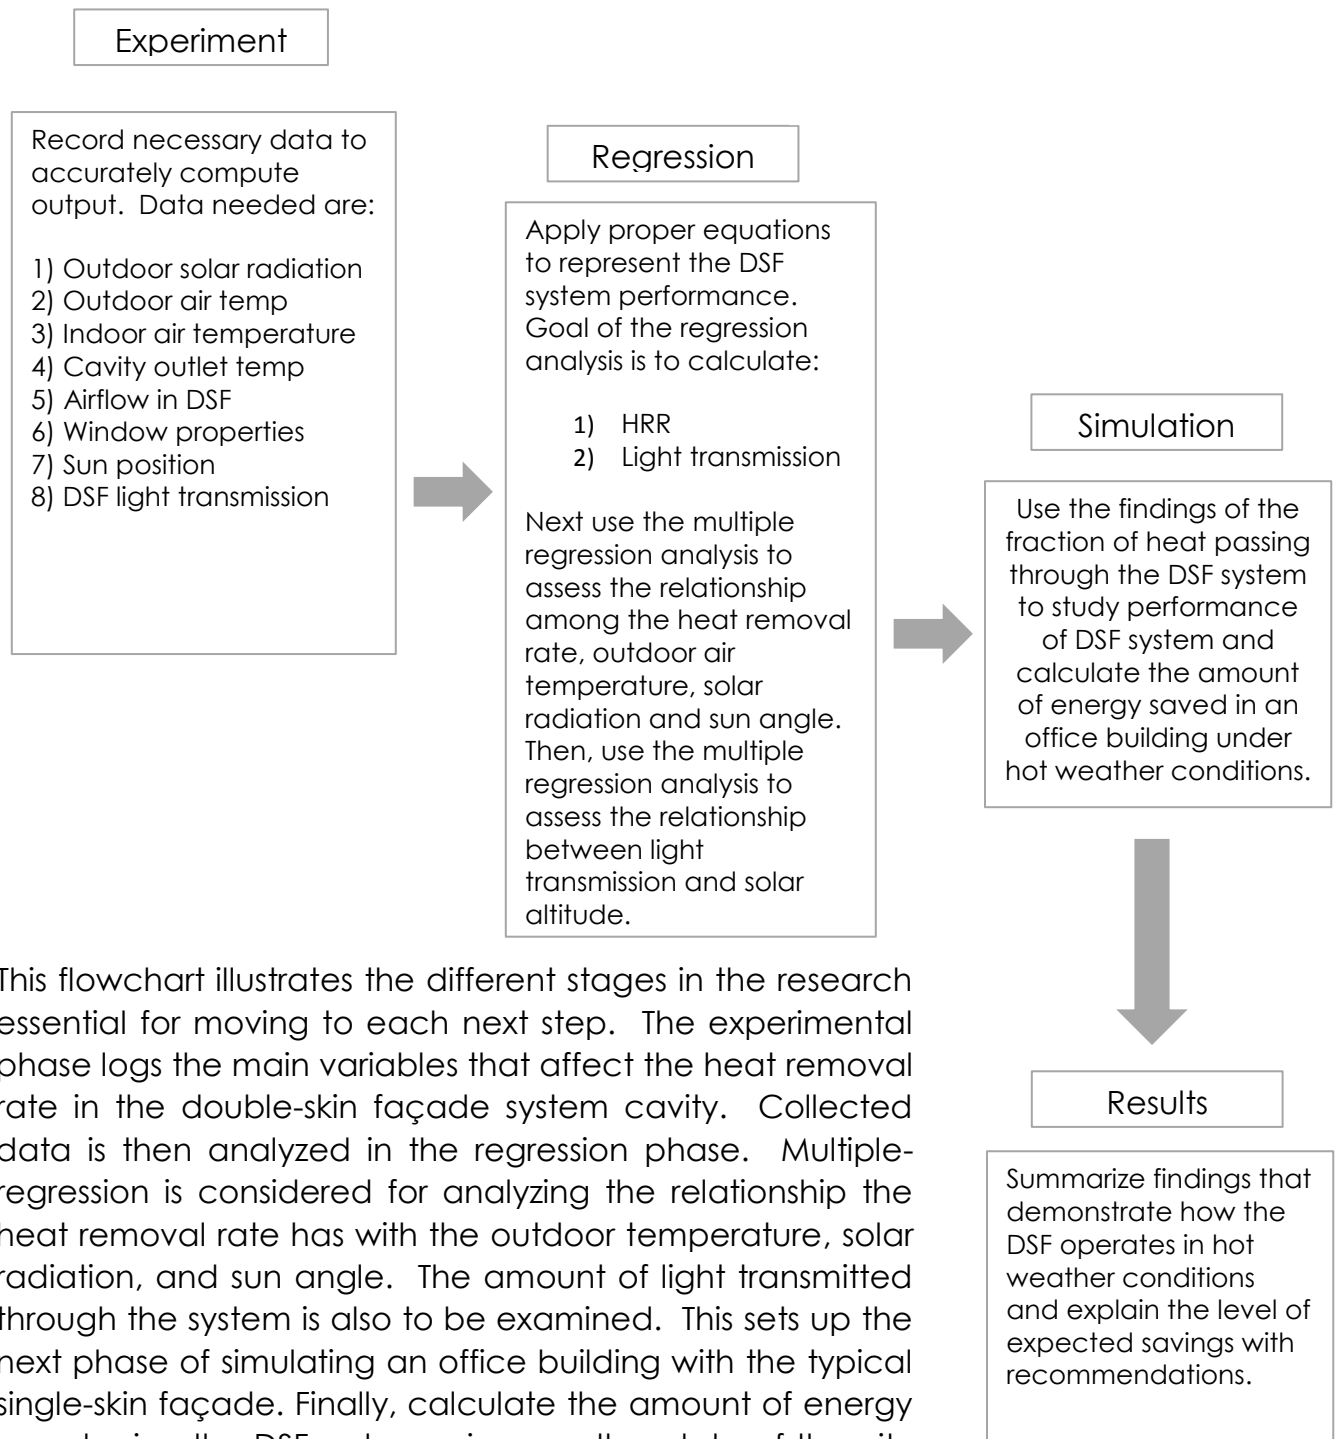 Experiment
Record necessary data to
accurately compute
output.  Data needed are:
1) Outdoor solar radiation
2) Outdoor air temp
3) Indoor air temperature
4) Cavity outlet temp
5) Airflow in DSF
6) Window properties
7) Sun position
8) DSF light transmission
Regression
Apply proper equations
to represent the DSF
system performance.
Goal of the regression
analysis is to calculate:
1) HRR
2) Light transmission
Next use the multiple
regression analysis to
assess the relationship
among the heat removal
rate, outdoor air
temperature, solar
radiation and sun angle.
Then, use the multiple
regression analysis to
assess the relationship
between light
transmission and solar
altitude.
Simulation
Use the findings of the
fraction of heat passing
through the DSF system
to study performance
of DSF system and
calculate the amount
of energy saved in an
office building under
hot weather conditions.
Results
Summarize findings that
demonstrate how the
DSF operates in hot
weather conditions
and explain the level of
expected savings with
recommendations.
This flowchart illustrates the different stages in the research
essential for moving to each next step.  The experimental
phase logs the main variables that affect the heat removal
rate in the double-skin façade system cavity.  Collected
data is then analyzed in the regression phase.  Multiple-
regression is considered for analyzing the relationship the
heat removal rate has with the outdoor temperature, solar
radiation, and sun angle.  The amount of light transmitted
through the system is also to be examined.  This sets up the
next phase of simulating an office building with the typical
single-skin façade. Finally, calculate the amount of energy